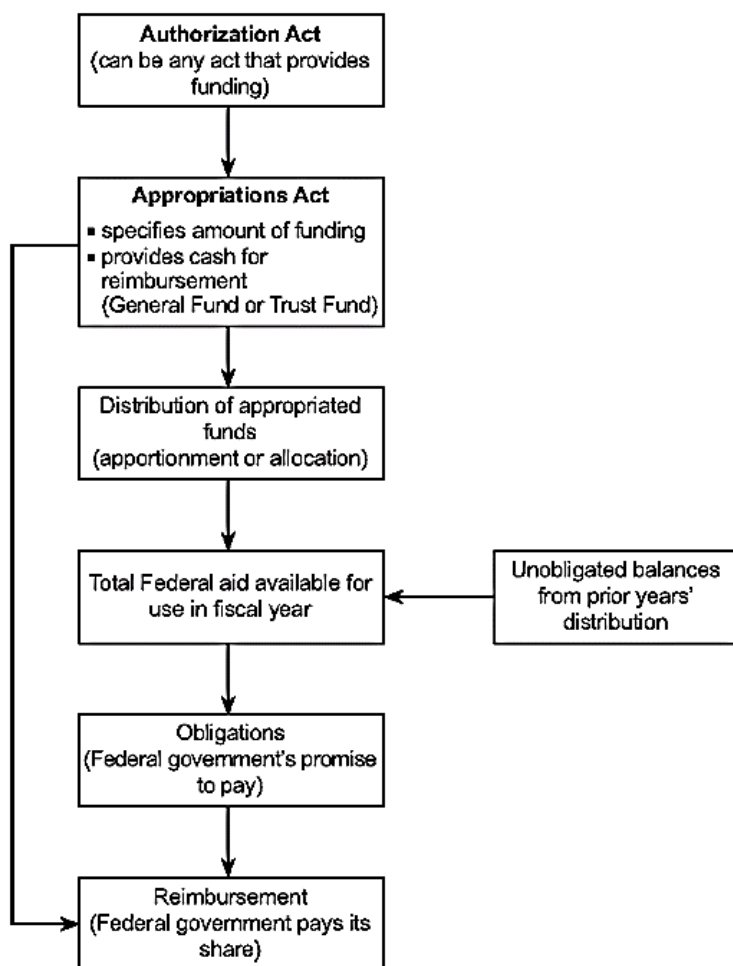 Authorization Act
(can be any act that provides
funding)
Appropriations Act
▪ specifies amount of funding
▪ provides cash for
reimbursement
(General Fund or Trust Fund)
Distribution of appropriated
funds
(apportionment or allocation)
Total Federal aid available for
use in fiscal year
Unobligated balances
from prior years’
distribution
Obligations
(Federal government’s promise
to pay)
Reimbursement
(Federal government pays its
share)